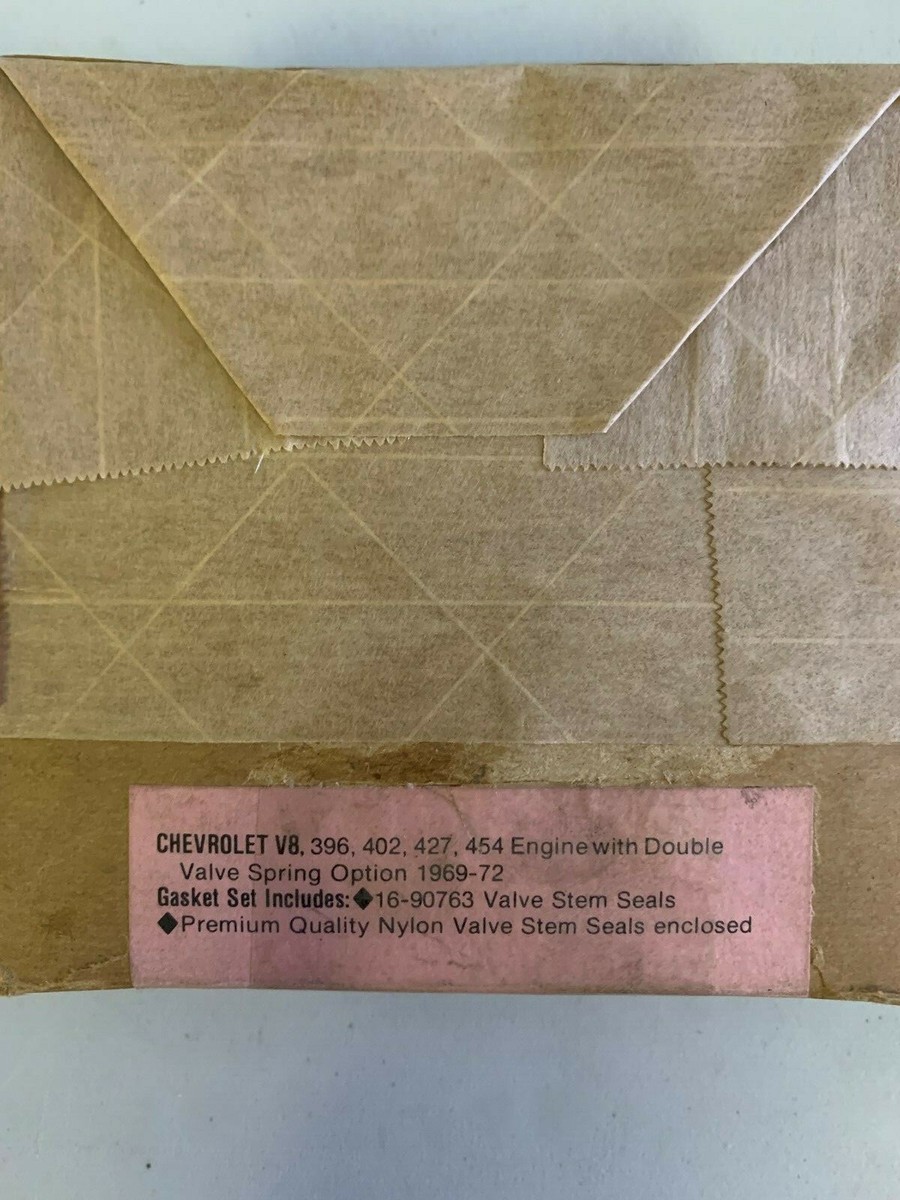 CHEVROLET V8, 396, 402, 427, 454 Engine with Double
Valve Spring Option 1969-72
Gasket Set Includes: ◆16-90763 Valve Stem Seals
◆Premium Quality Nylon Valve Stem Seals enclosed